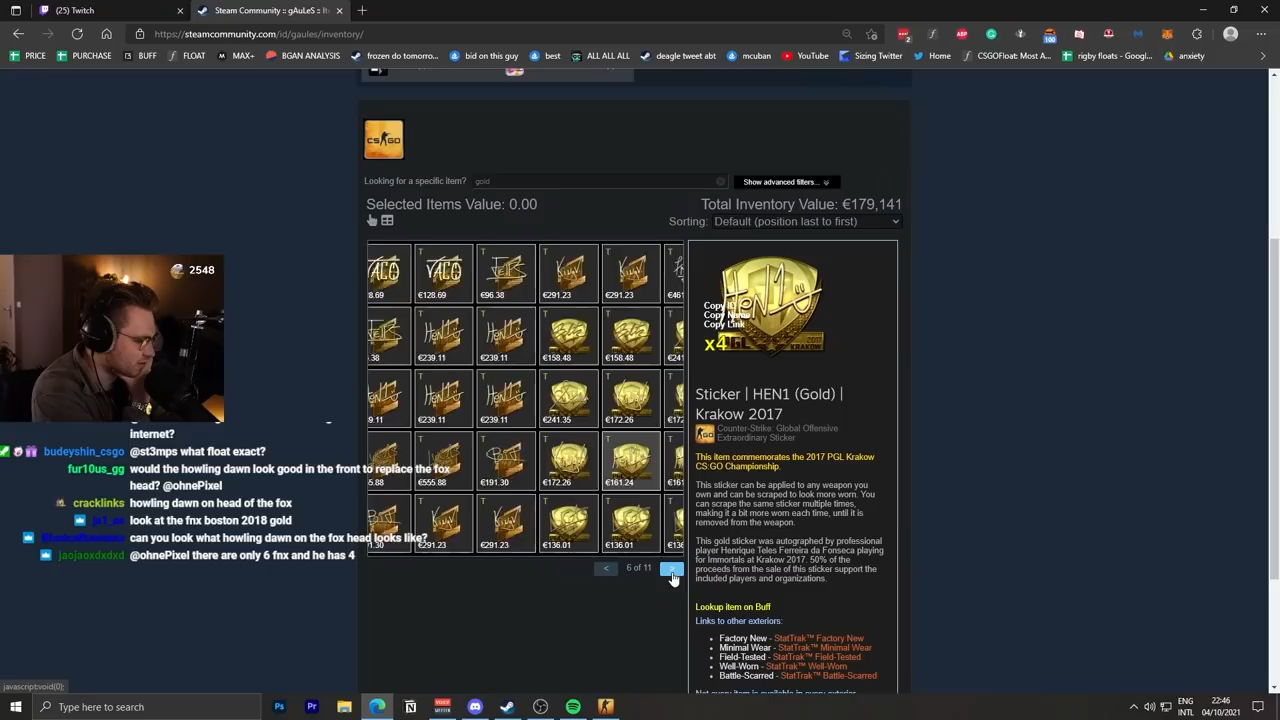 (5) Twitch
Steam Community :: gAuLeS :: It
https://steamcommunity.com/id/gaules/inventory/
PRICE
PURCHASE
BUFF
FLOAT
MAX+
BGAN ANALYSIS
frozen do tomorro...
bid on this guy
best
ALL ALL ALL
deagle tweet abt
mcuban
YouTube
Sizing Twitter
Home
CSGOFloat: Most A...
rigby floats - Googl...
anxiety
CS GO
Looking for a specific item?
gold
Show advanced filters...
Selected Items Value: 0.00
Total Inventory Value: €179,141
Sorting: Default (position last to first)
€128.69
€96.38
€291.23
€291.23
€239.11
€239.11
€158.48
€158.48
€239.11
€239.11
€241.35
€172.26
€555.88
€191.30
€172.26
€161.24
€291.23
€291.23
€136.01
€136.01
6 of 11
Copy Name
Copy Link
x4
KRAKOW
Sticker | HEN1 (Gold) |
Krakow 2017
Counter-Strike: Global Offensive
Extraordinary Sticker
This item commemorates the 2017 PGL Krakow
CS:GO Championship.
This sticker can be applied to any weapon you
own and can be scraped to look more worn. You
can scrape the same sticker multiple times,
making it a bit more worn each time, until it is
removed from the weapon.
This gold sticker was autographed by professional
player Henrique Teles Ferreira da Fonseca playing
for Immortals at Krakow 2017. 50% of the
proceeds from the sale of this sticker support the
included players and organizations.
Lookup item on Buff
Links to other exteriors:
Factory New - StatTrak™ Factory New
Minimal Wear - StatTrak™ Minimal Wear
Field-Tested - StatTrak™ Field-Tested
Well-Worn - StatTrak™ Well-Worn
Battle-Scarred - StatTrak™ Battle-Scarred
Not every item is available in every exterior
2548
internet?
budeyshin_csgo @st3mps what float exact?
fur10us_gg would the howling dawn look good in the front to replace the fox
head? @ohnePixel
cracklinks howling dawn on head of the fox
look at the fnx boston 2018 gold
can you look what howling dawn on the fox head looks like?
jaojaoxdxdxd @ohnePixel there are only 6 fnx and he has 4
javascript:void(0);
ENG
INTL
22:46
04/10/2021